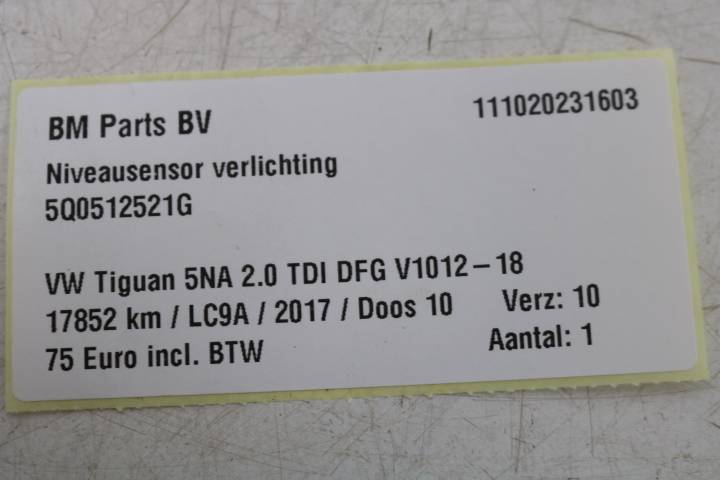 BM Parts BV 111020231603
Niveausensor verlichting
5Q0512521G
VW Tiguan 5NA 2.0 TDI DFG V1012-18
17852 km / LC9A / 2017 / Doos 10 Verz: 10
75 Euro incl. BTW Aantal: 1